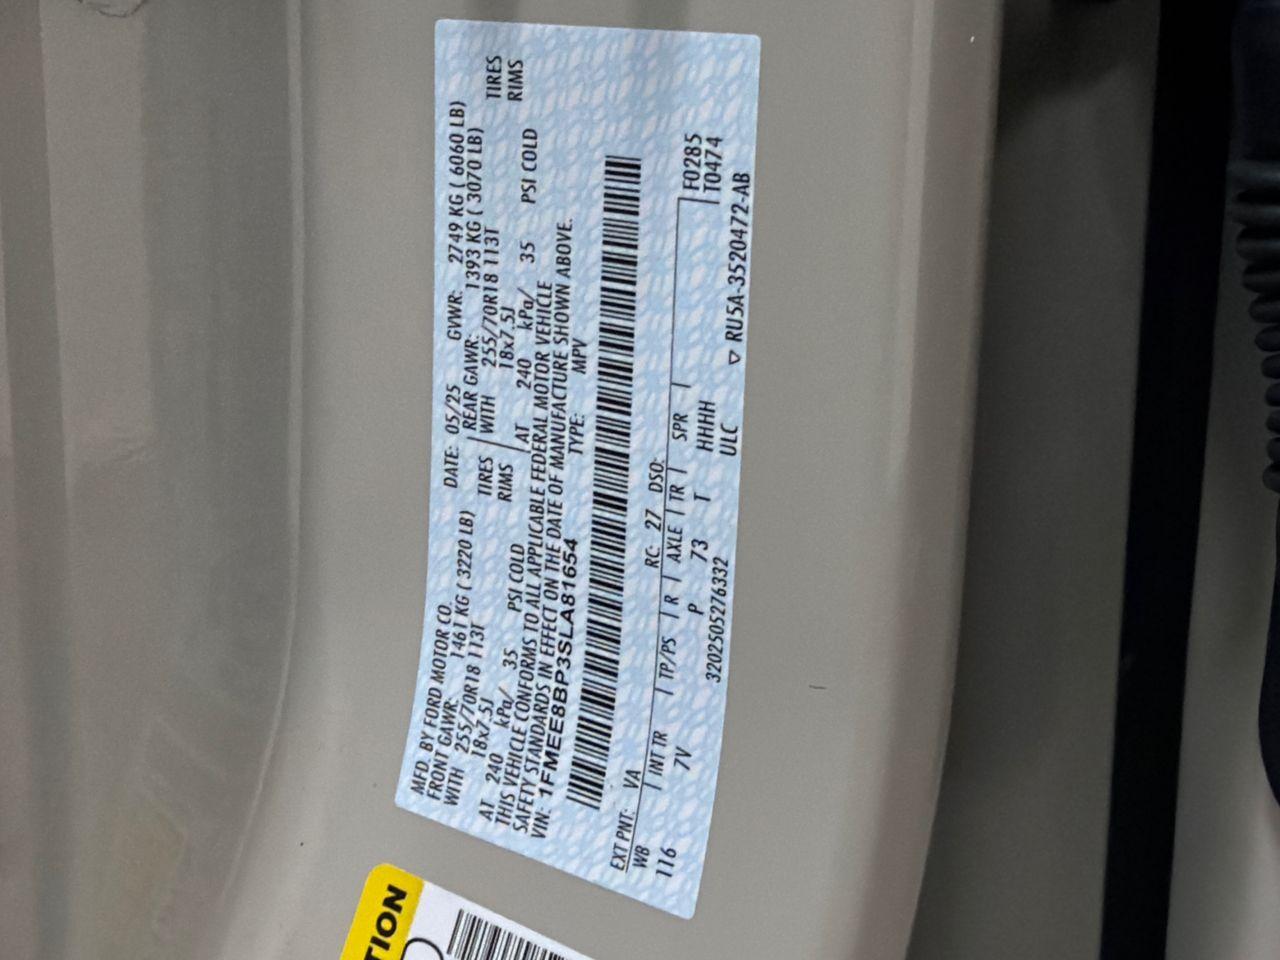 MFD. BY FORD MOTOR CO.
DATE: 05/25 GVWR: 2749 KG ( 6060 LB)
FRONT GAWR: 1461 KG ( 3220 LB) REAR GAWR: 1393 KG ( 3070 LB)
WITH 255/70R18 113T TIRES WITH 255/70R18 113T TIRES
18x7.5J RIMS 18x7.5J RIMS
AT 240 kPa/ 35 PSI COLD AT 240 kPa/ 35 PSI COLD
THIS VEHICLE CONFORMS TO ALL APPLICABLE FEDERAL MOTOR VEHICLE
SAFETY STANDARDS IN EFFECT ON THE DATE OF MANUFACTURE SHOWN ABOVE.
VIN: 1FMEE8BP3SLA81654 TYPE: MPV
EXT PNT: VA RC: 27 DSO:
WB INT TR TP/PS R AXLE TR SPR F0285
116 7V P 73 T HHHH T0474
3202505276332 ULC ▽ RU5A-3520472-AB
TION